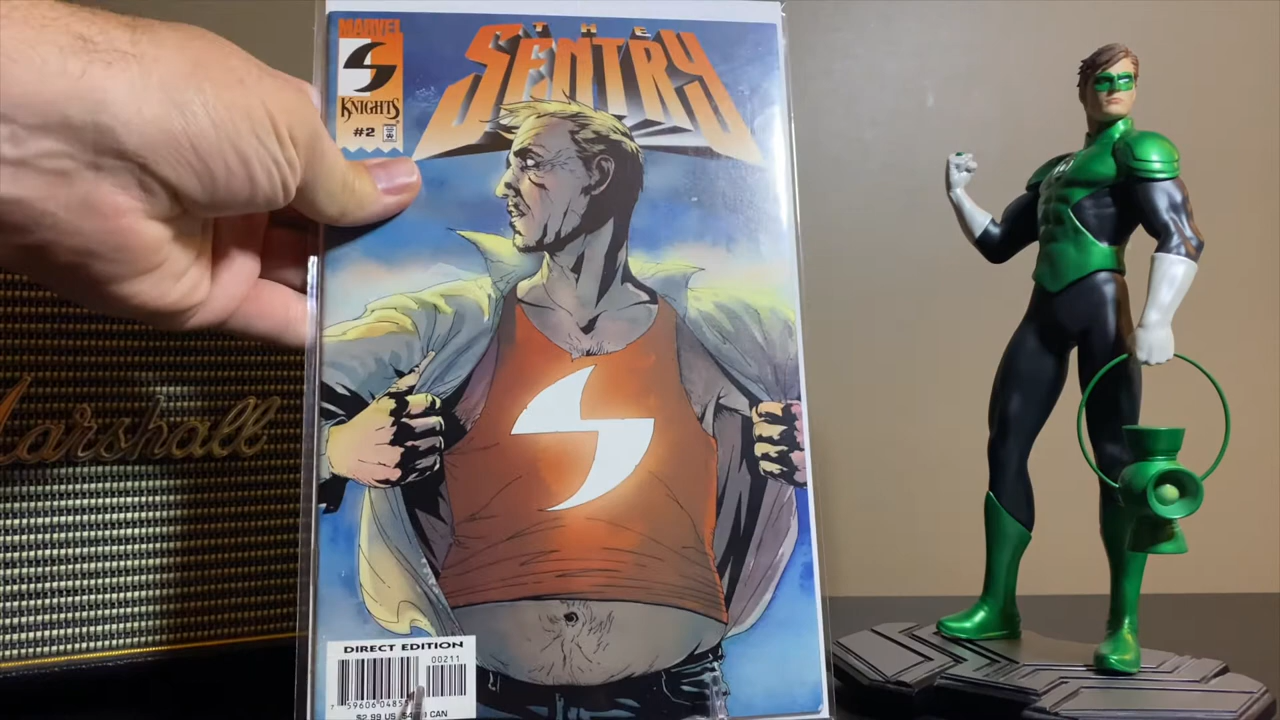 MARVEL
KNIGHTS
#2
THE
SENTRY
Marshall
DIRECT EDITION
00211
$2.99 US
CAN